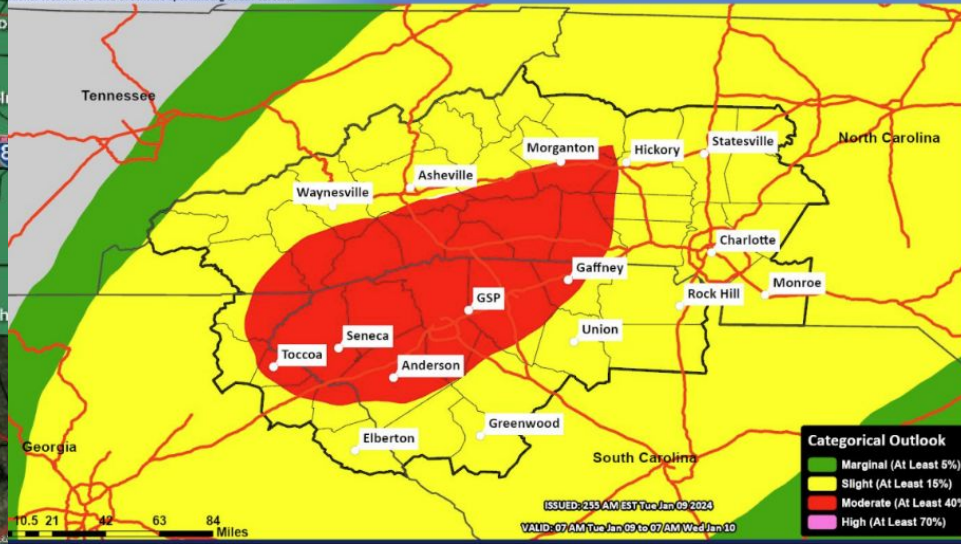 Tennessee
North Carolina
Morganton
Hickory
Statesville
Asheville
Waynesville
Charlotte
Gaffney
Monroe
GSP
Rock Hill
Union
Seneca
Toccoa
Anderson
Greenwood
Elberton
Georgia
South Carolina
Categorical Outlook
Marginal (At Least 5%)
Slight (At Least 15%)
Moderate (At Least 40%
High (At Least 70%)
ISSUED: 255 AM EST Tue Jan 09 2024
VALID: 07 AM Tue Jan 09 to 07 AM Wed Jan 10
10.5 21 42 63 84
Miles